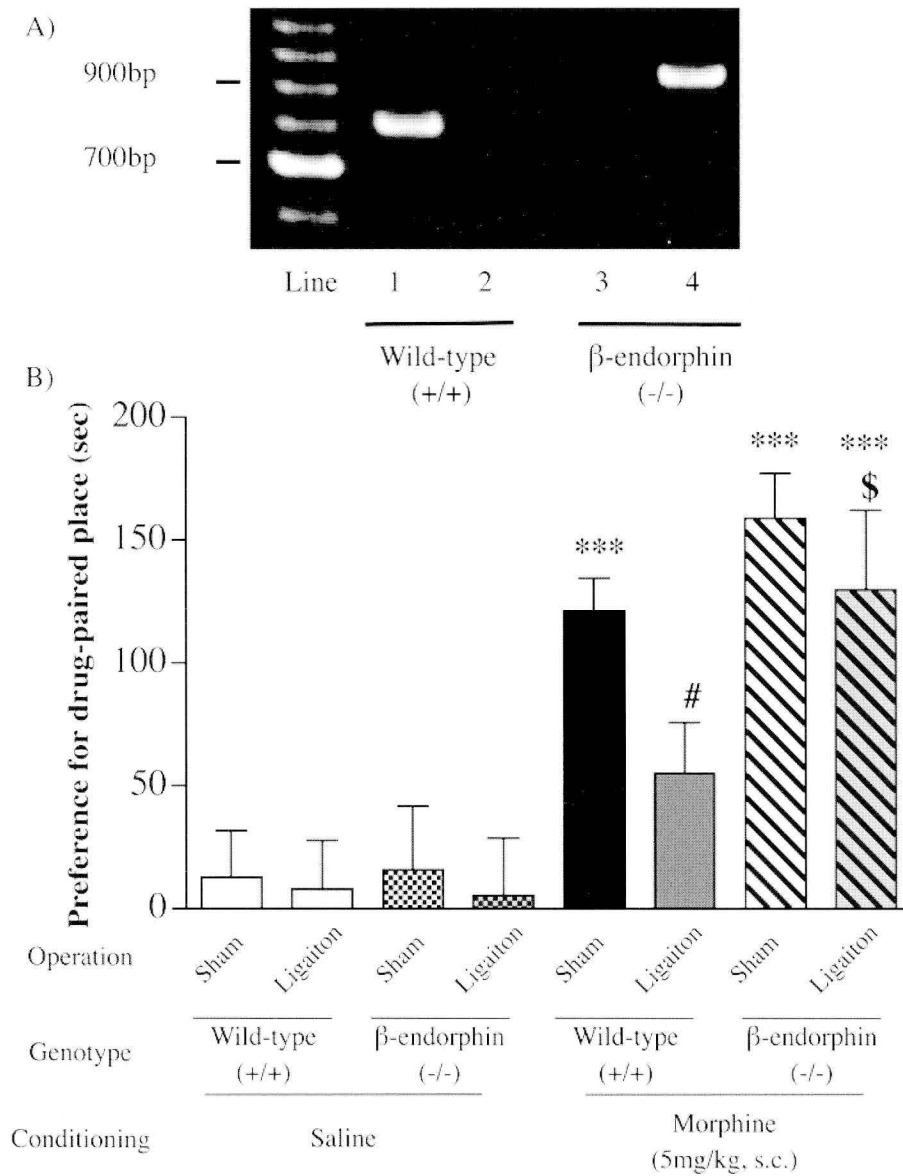 A)
900bp
700bp
Line 1 2 3 4
Wild-type β-endorphin
(+/+) (-/-)
B)
Preference for drug-paired place (sec)
200
150
100
50
0
*** # *** *** $
Operation Sham Ligaiton Sham Ligaiton Sham Ligaiton Sham Ligaiton
Genotype Wild-type β-endorphin Wild-type β-endorphin
(+/+) (-/-) (+/+) (-/-)
Conditioning Saline Morphine
(5mg/kg, s.c.)